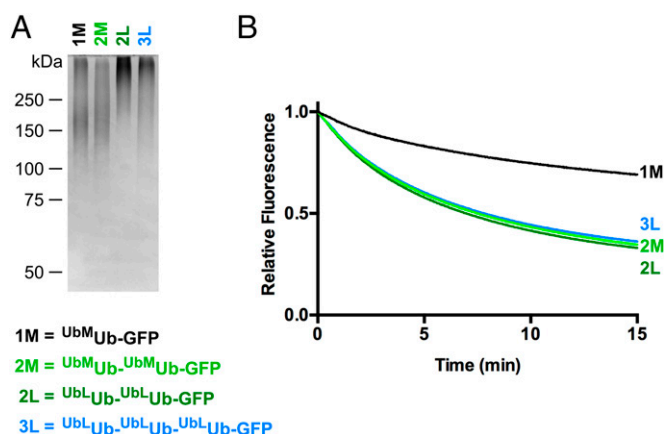 A
1M 2M 2L 3L
kDa
250
150
100
75
50
1M = UbMUb-GFP
2M = UbMUb-UbMUb-GFP
2L = UbLUb-UbLUb-GFP
3L = UbLUb-UbLUb-UbLUb-GFP
B
Relative Fluorescence
1.0
0.5
0.0
0 5 10 15
Time (min)
1M
3L
2M
2L